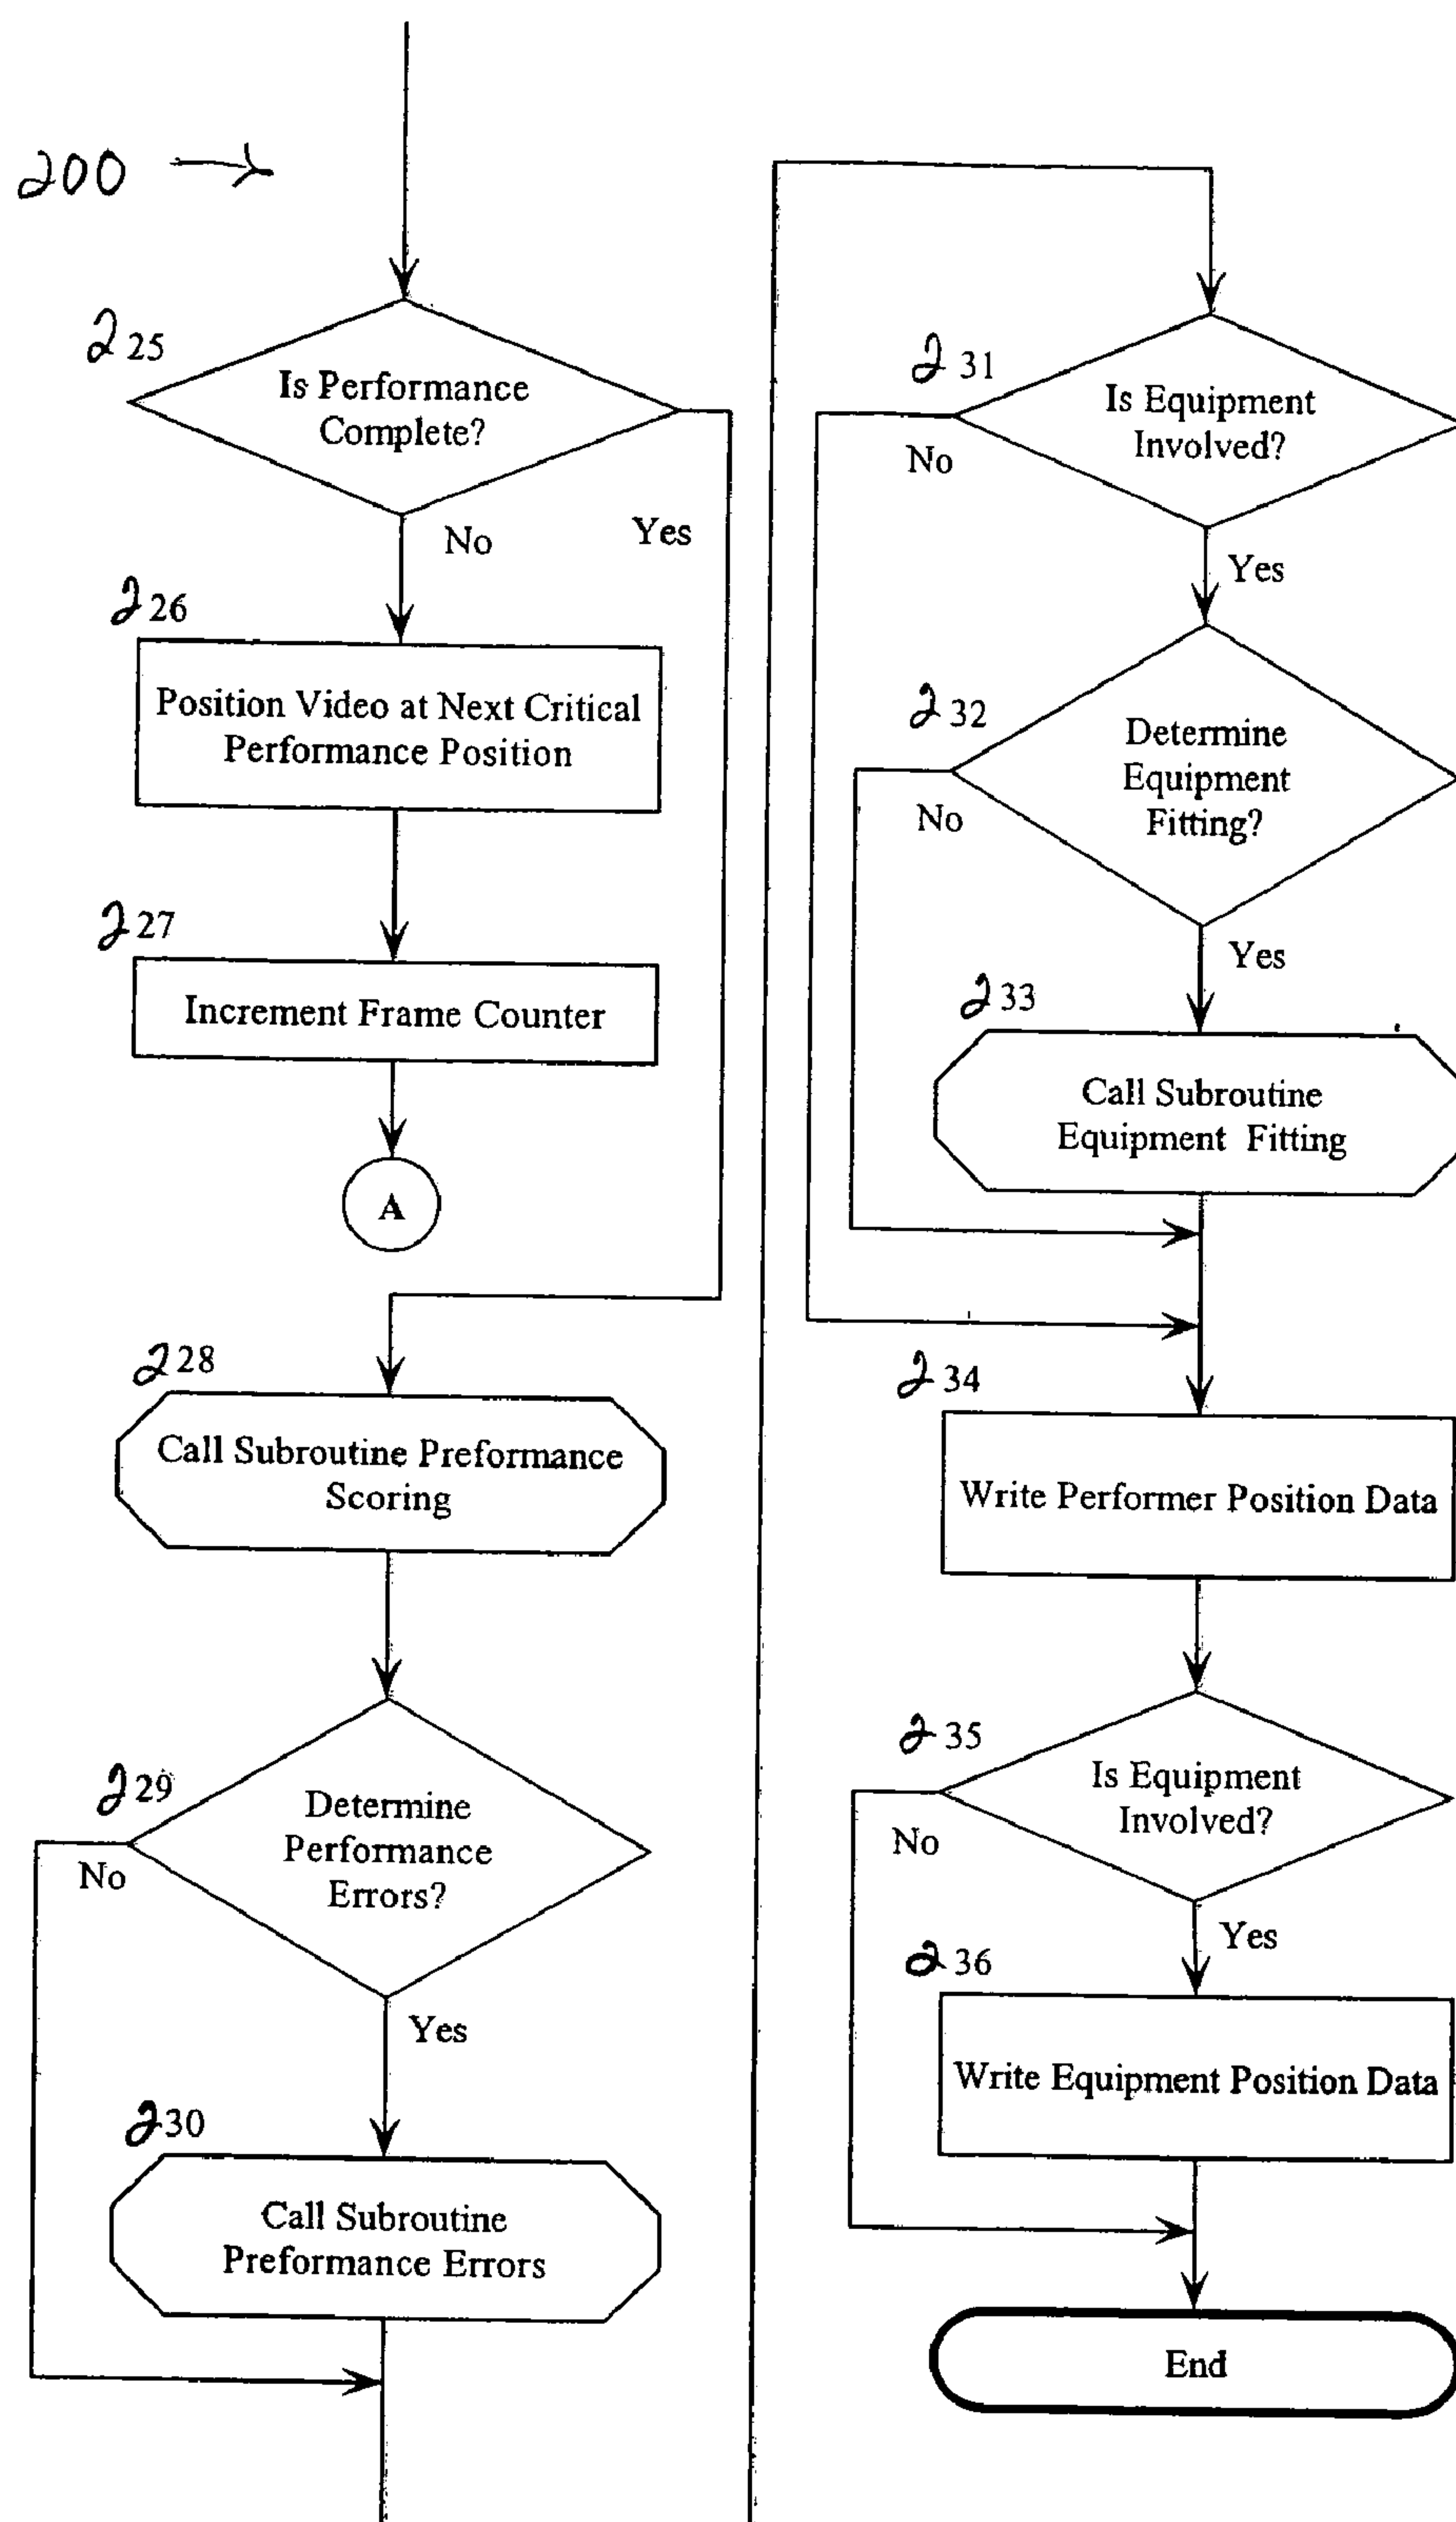 200
225
Is Performance
Complete?
No
Yes
226
Position Video at Next Critical
Performance Position
227
Increment Frame Counter
A
228
Call Subroutine Preformance
Scoring
229
Determine
Performance
Errors?
No
Yes
230
Call Subroutine
Preformance Errors
231
Is Equipment
Involved?
No
Yes
232
Determine
Equipment
Fitting?
No
Yes
233
Call Subroutine
Equipment Fitting
234
Write Performer Position Data
235
Is Equipment
Involved?
No
Yes
236
Write Equipment Position Data
End